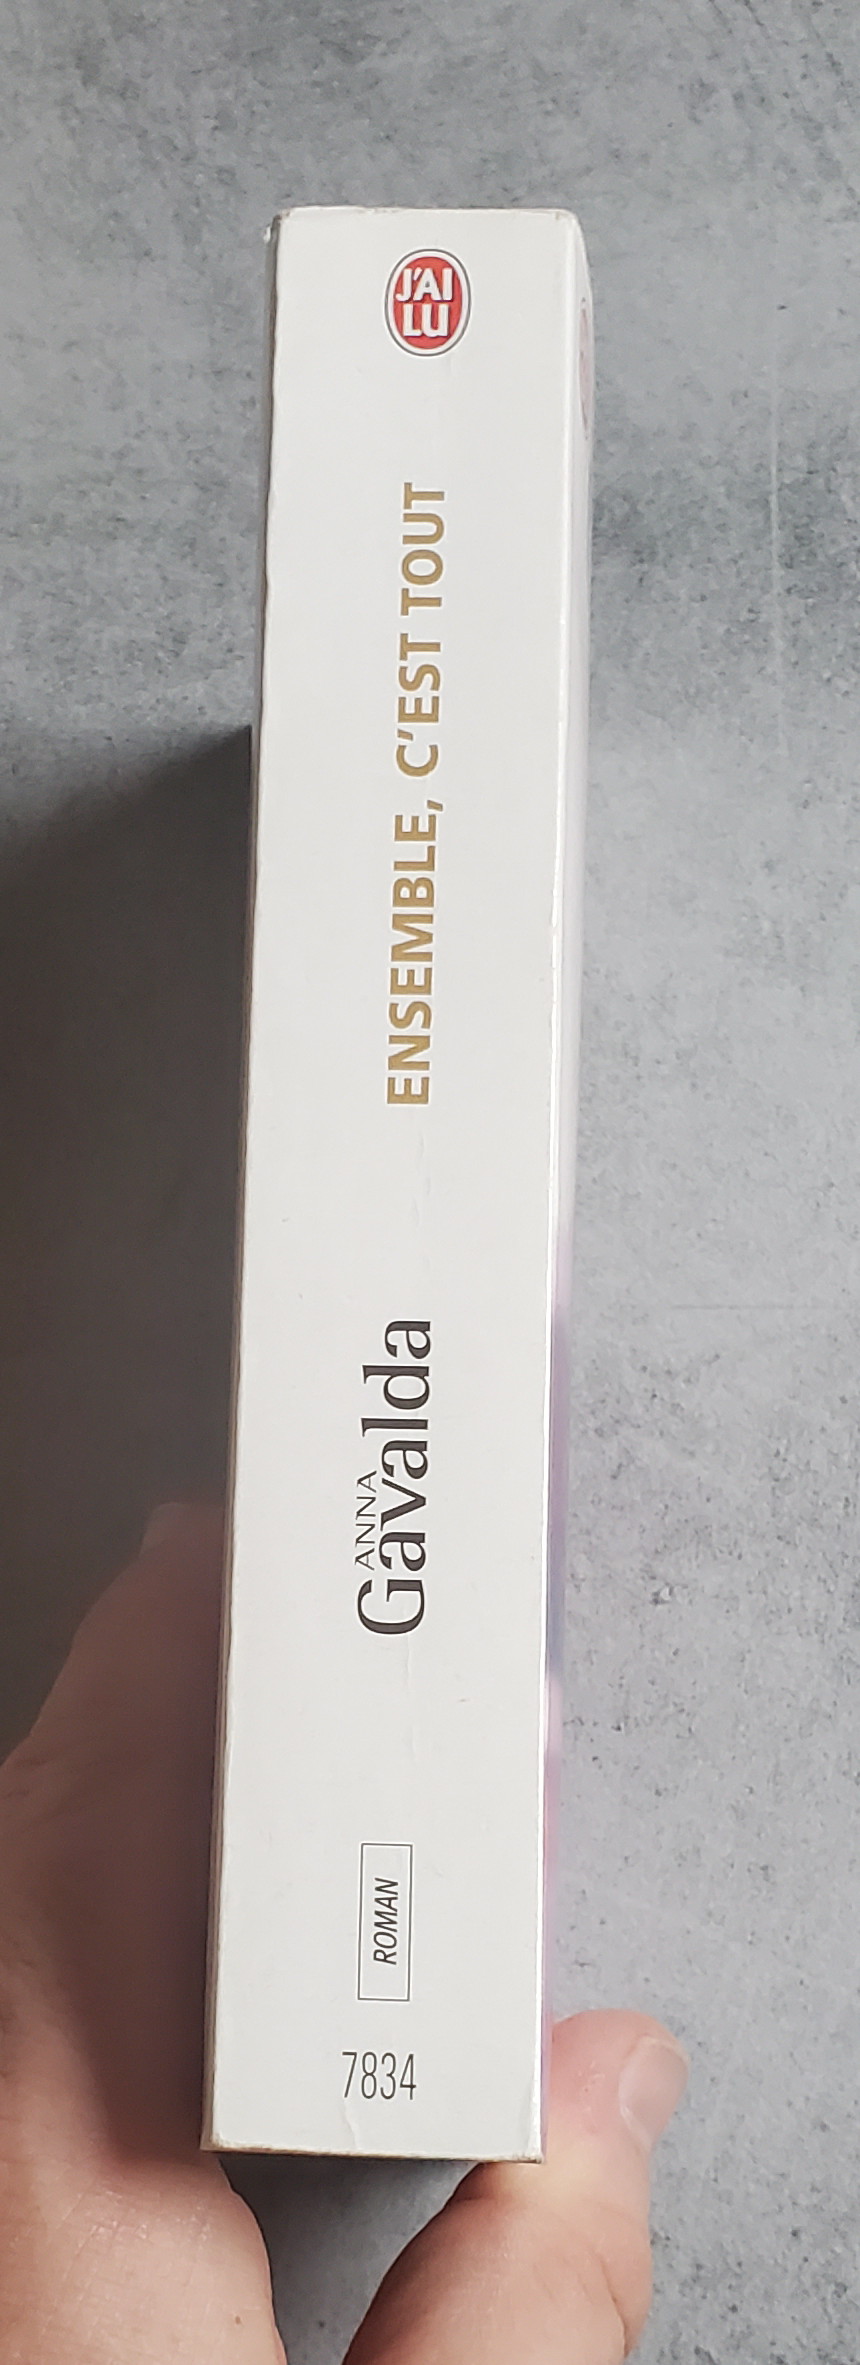 J'AI
LU
ENSEMBLE, C'EST TOUT
ANNA
Gavalda
ROMAN
7834